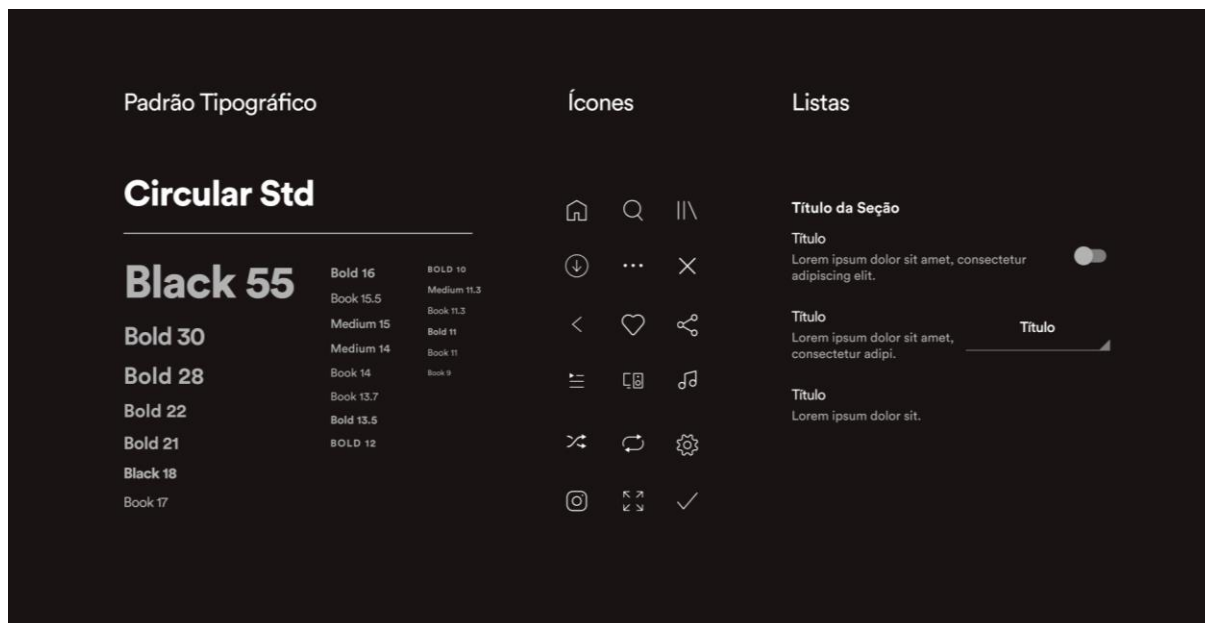 Padrão Tipográfico
Circular Std
Black 55
Bold 30
Bold 28
Bold 22
Bold 21
Black 18
Book 17
Bold 16
Book 15.5
Medium 15
Medium 14
Book 14
Book 13.7
Bold 13.5
BOLD 12
BOLD 10
Medium 11.3
Book 11.3
Bold 11
Book 11
Book 9
Ícones
Listas
Título da Seção
Título
Lorem ipsum dolor sit amet, consectetur
adipiscing elit.
Título
Lorem ipsum dolor sit amet,
consectetur adipi.
Título
Título
Lorem ipsum dolor sit.